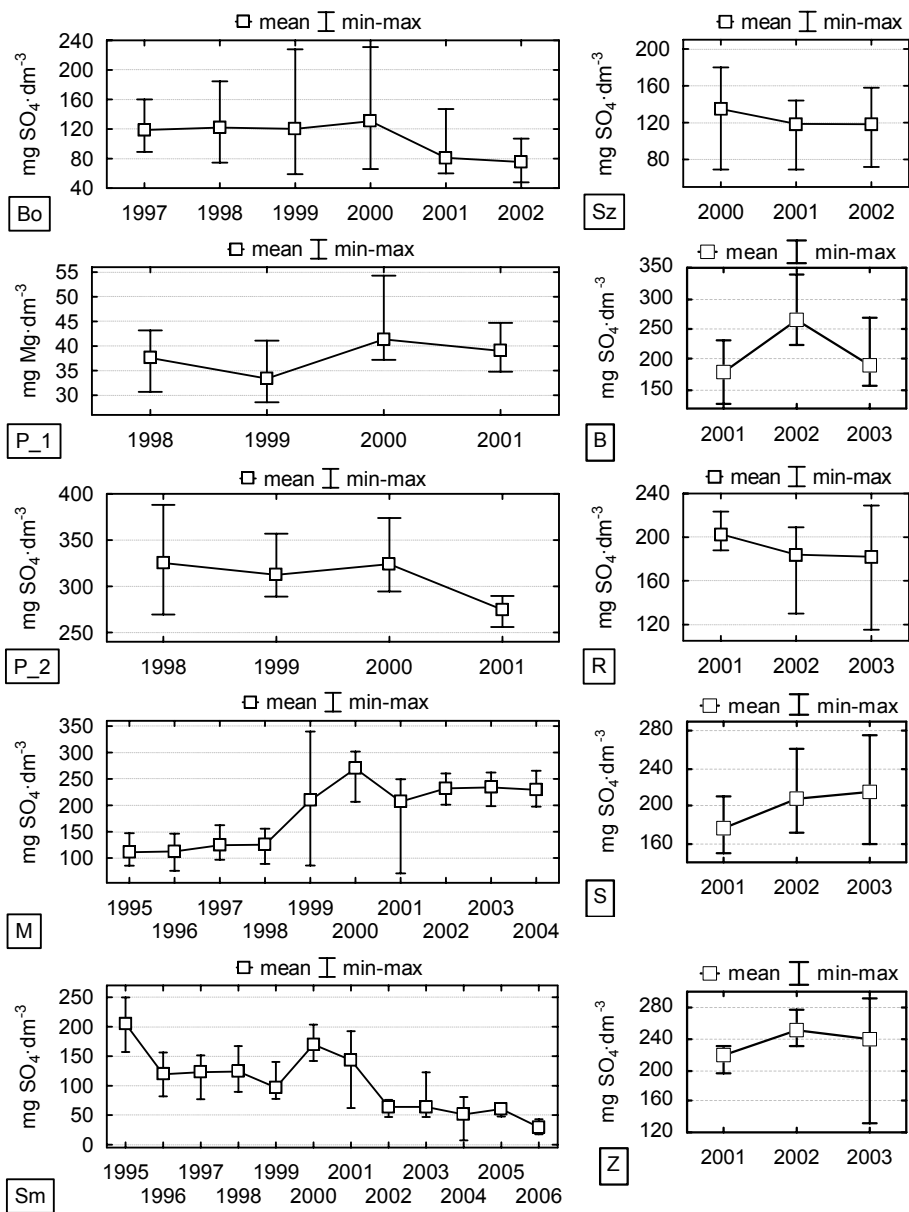 mean min-max
mg SO₄·dm⁻³
240
200
160
120
80
40
1997 1998 1999 2000 2001 2002
Bo
mean min-max
mg SO₄·dm⁻³
200
160
120
80
2000 2001 2002
Sz
mean min-max
mg Mg·dm⁻³
55
50
45
40
35
30
1998 1999 2000 2001
P_1
mean min-max
mg SO₄·dm⁻³
350
300
250
200
150
2001 2002 2003
B
mean min-max
mg SO₄·dm⁻³
400
350
300
250
1998 1999 2000 2001
P_2
mean min-max
mg SO₄·dm⁻³
240
200
160
120
2001 2002 2003
R
mean min-max
mg SO₄·dm⁻³
350
300
250
200
150
100
1995 1997 1999 2001 2003
1996 1998 2000 2002 2004
M
mean min-max
mg SO₄·dm⁻³
280
240
200
160
2001 2002 2003
S
mean min-max
mg SO₄·dm⁻³
250
200
150
100
50
0
1995 1997 1999 2001 2003 2005
1996 1998 2000 2002 2004 2006
Sm
mean min-max
mg SO₄·dm⁻³
280
240
200
160
120
2001 2002 2003
Z